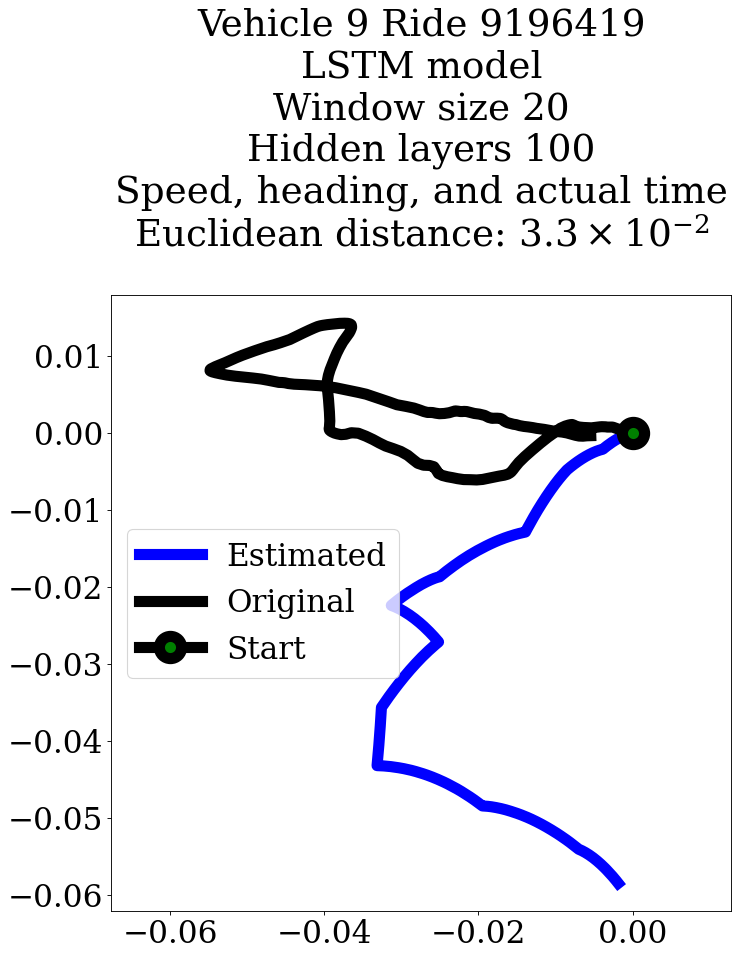 Vehicle 9 Ride 9196419
LSTM model
Window size 20
Hidden layers 100
Speed, heading, and actual time
Euclidean distance: 3.3 × 10⁻²
0.01
0.00
−0.01
−0.02
−0.03
−0.04
−0.05
−0.06
Estimated
Original
Start
−0.06 −0.04 −0.02 0.00